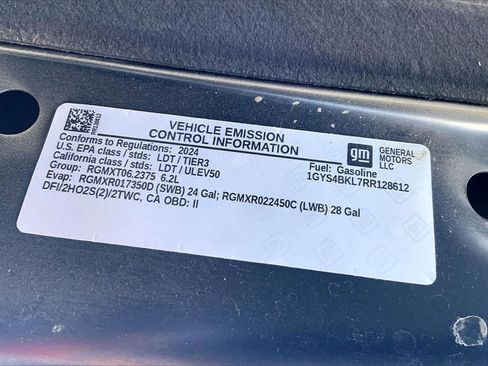 VEHICLE EMISSION
CONTROL INFORMATION
Conforms to Regulations: 2024
U.S. EPA class / stds: LDT / TIER3
California class / stds: LDT / ULEV50
Group: RGMXT06.2375 6.2L
Evap: RGMXR017350D (SWB) 24 Gal; RGMXR022450C (LWB) 28 Gal
DFI/2HO2S(2)/2TWC, CA OBD: II
gm
GENERAL
MOTORS
LLC
Fuel: Gasoline
1GYS4BKL7RR128612